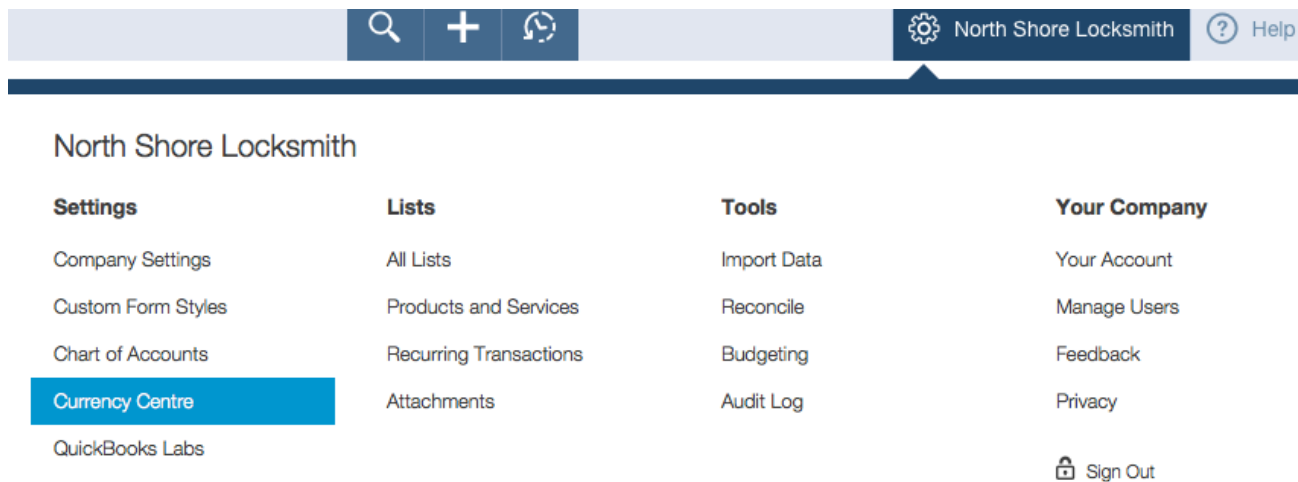 North Shore Locksmith
Help
North Shore Locksmith
Settings
Company Settings
Custom Form Styles
Chart of Accounts
Currency Centre
QuickBooks Labs
Lists
All Lists
Products and Services
Recurring Transactions
Attachments
Tools
Import Data
Reconcile
Budgeting
Audit Log
Your Company
Your Account
Manage Users
Feedback
Privacy
Sign Out